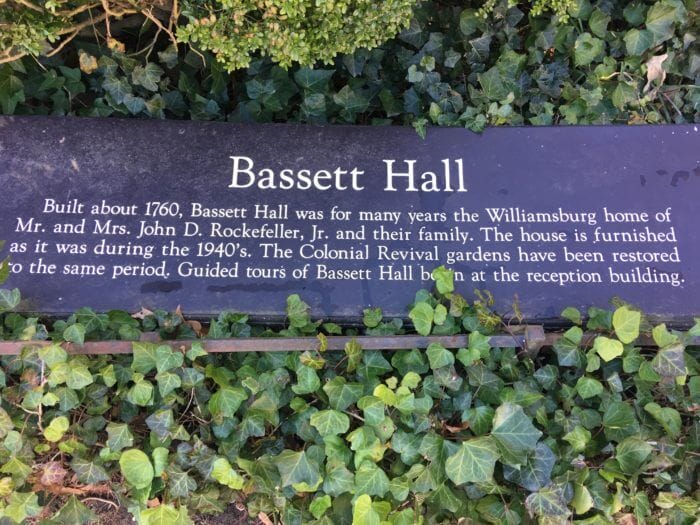 Bassett Hall
Built about 1760, Bassett Hall was for many years the Williamsburg home of
Mr. and Mrs. John D. Rockefeller, Jr. and their family. The house is furnished
as it was during the 1940's. The Colonial Revival gardens have been restored
to the same period. Guided tours of Bassett Hall begin at the reception building.